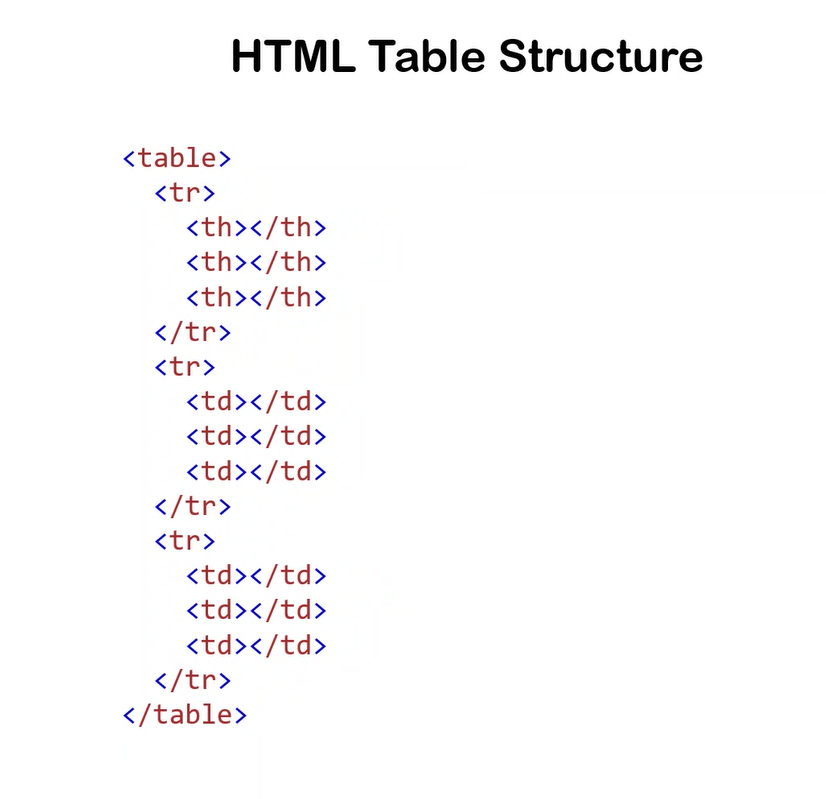 HTML Table Structure
<table>
<tr>
<th></th>
<th></th>
<th></th>
</tr>
<tr>
<td></td>
<td></td>
<td></td>
</tr>
<tr>
<td></td>
<td></td>
<td></td>
</tr>
</table>